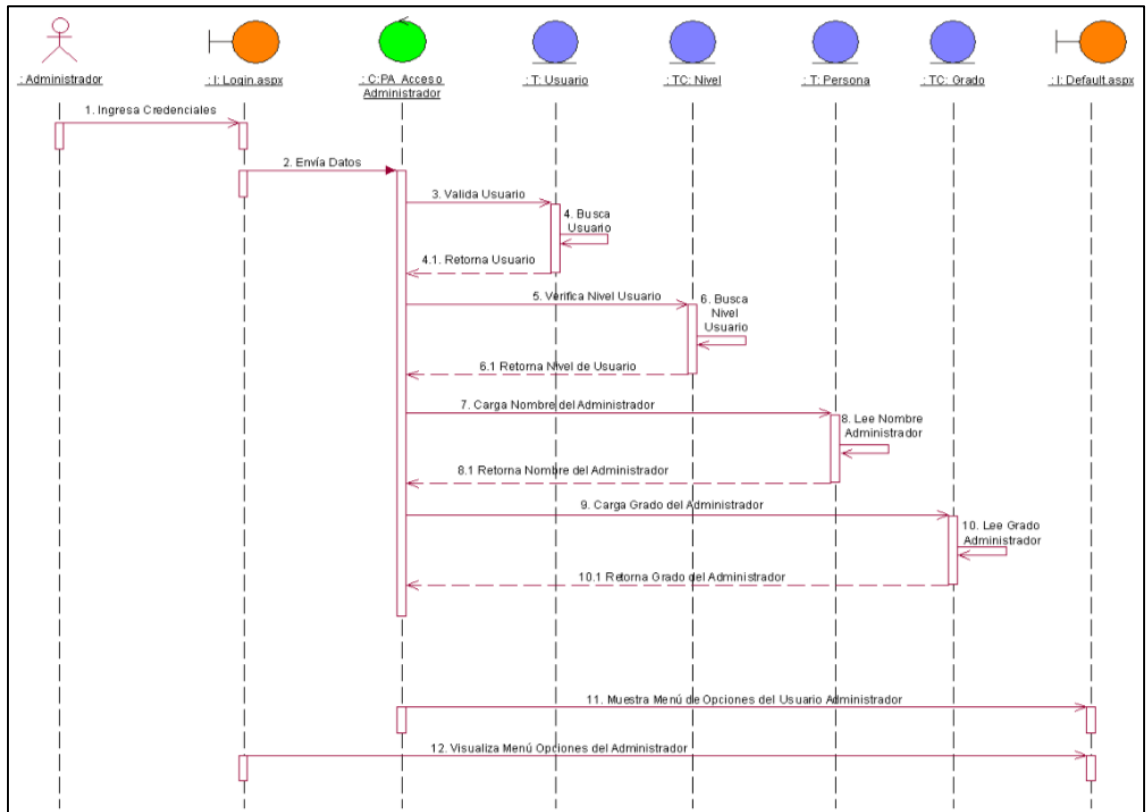 : Administrador
: I: Login.aspx
: C:PA_Acceso
Administrador
: T: Usuario
: TC: Nivel
: T: Persona
: TC: Grado
: I: Default.aspx
1. Ingresa Credenciales
2. Envía Datos
3. Valida Usuario
4. Busca
Usuario
4.1. Retorna Usuario
5. Verifica Nivel Usuario
6. Busca
Nivel
Usuario
6.1 Retorna Nivel de Usuario
7. Carga Nombre del Administrador
8. Lee Nombre
Administrador
8.1 Retorna Nombre del Administrador
9. Carga Grado del Administrador
10. Lee Grado
Administrador
10.1 Retorna Grado del Administrador
11. Muestra Menú de Opciones del Usuario Administrador
12. Visualiza Menú Opciones del Administrador